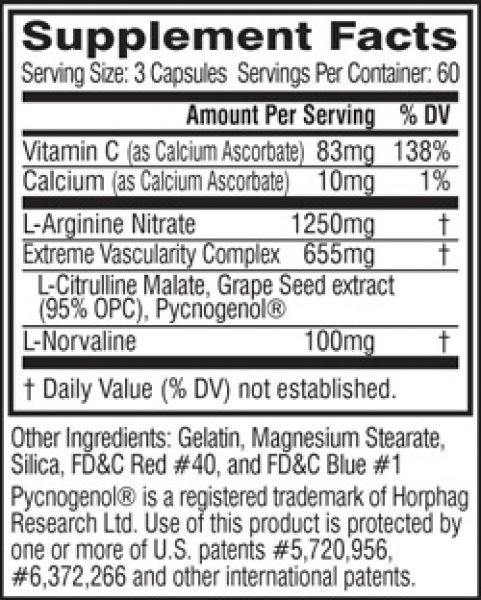 Supplement Facts
Serving Size: 3 Capsules Servings Per Container: 60
Amount Per Serving % DV
Vitamin C (as Calcium Ascorbate) 83mg 138%
Calcium (as Calcium Ascorbate) 10mg 1%
L-Arginine Nitrate 1250mg †
Extreme Vascularity Complex 655mg †
L-Citrulline Malate, Grape Seed extract
(95% OPC), Pycnogenol®
L-Norvaline 100mg †
† Daily Value (% DV) not established.
Other Ingredients: Gelatin, Magnesium Stearate,
Silica, FD&C Red #40, and FD&C Blue #1
Pycnogenol® is a registered trademark of Horphag
Research Ltd. Use of this product is protected by
one or more of U.S. patents #5,720,956,
#6,372,266 and other international patents.